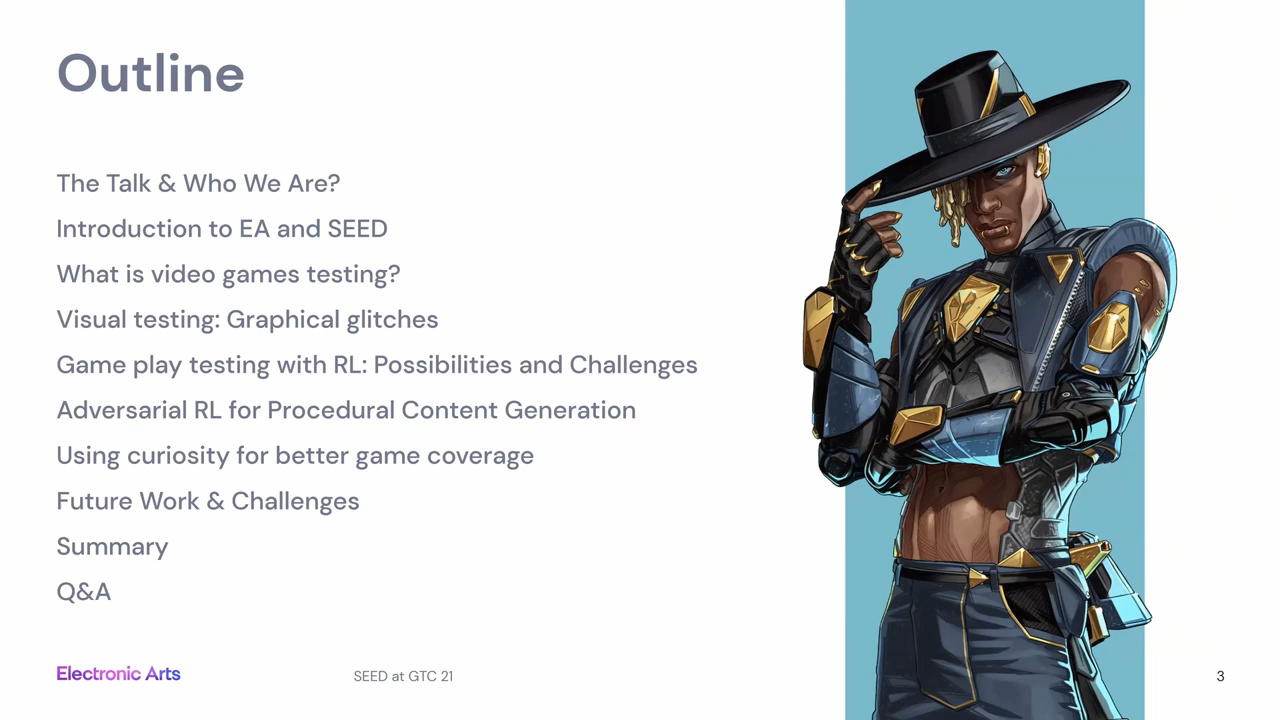 Outline
The Talk & Who We Are?
Introduction to EA and SEED
What is video games testing?
Visual testing: Graphical glitches
Game play testing with RL: Possibilities and Challenges
Adversarial RL for Procedural Content Generation
Using curiosity for better game coverage
Future Work & Challenges
Summary
Q&A
Electronic Arts
SEED at GTC 21
3